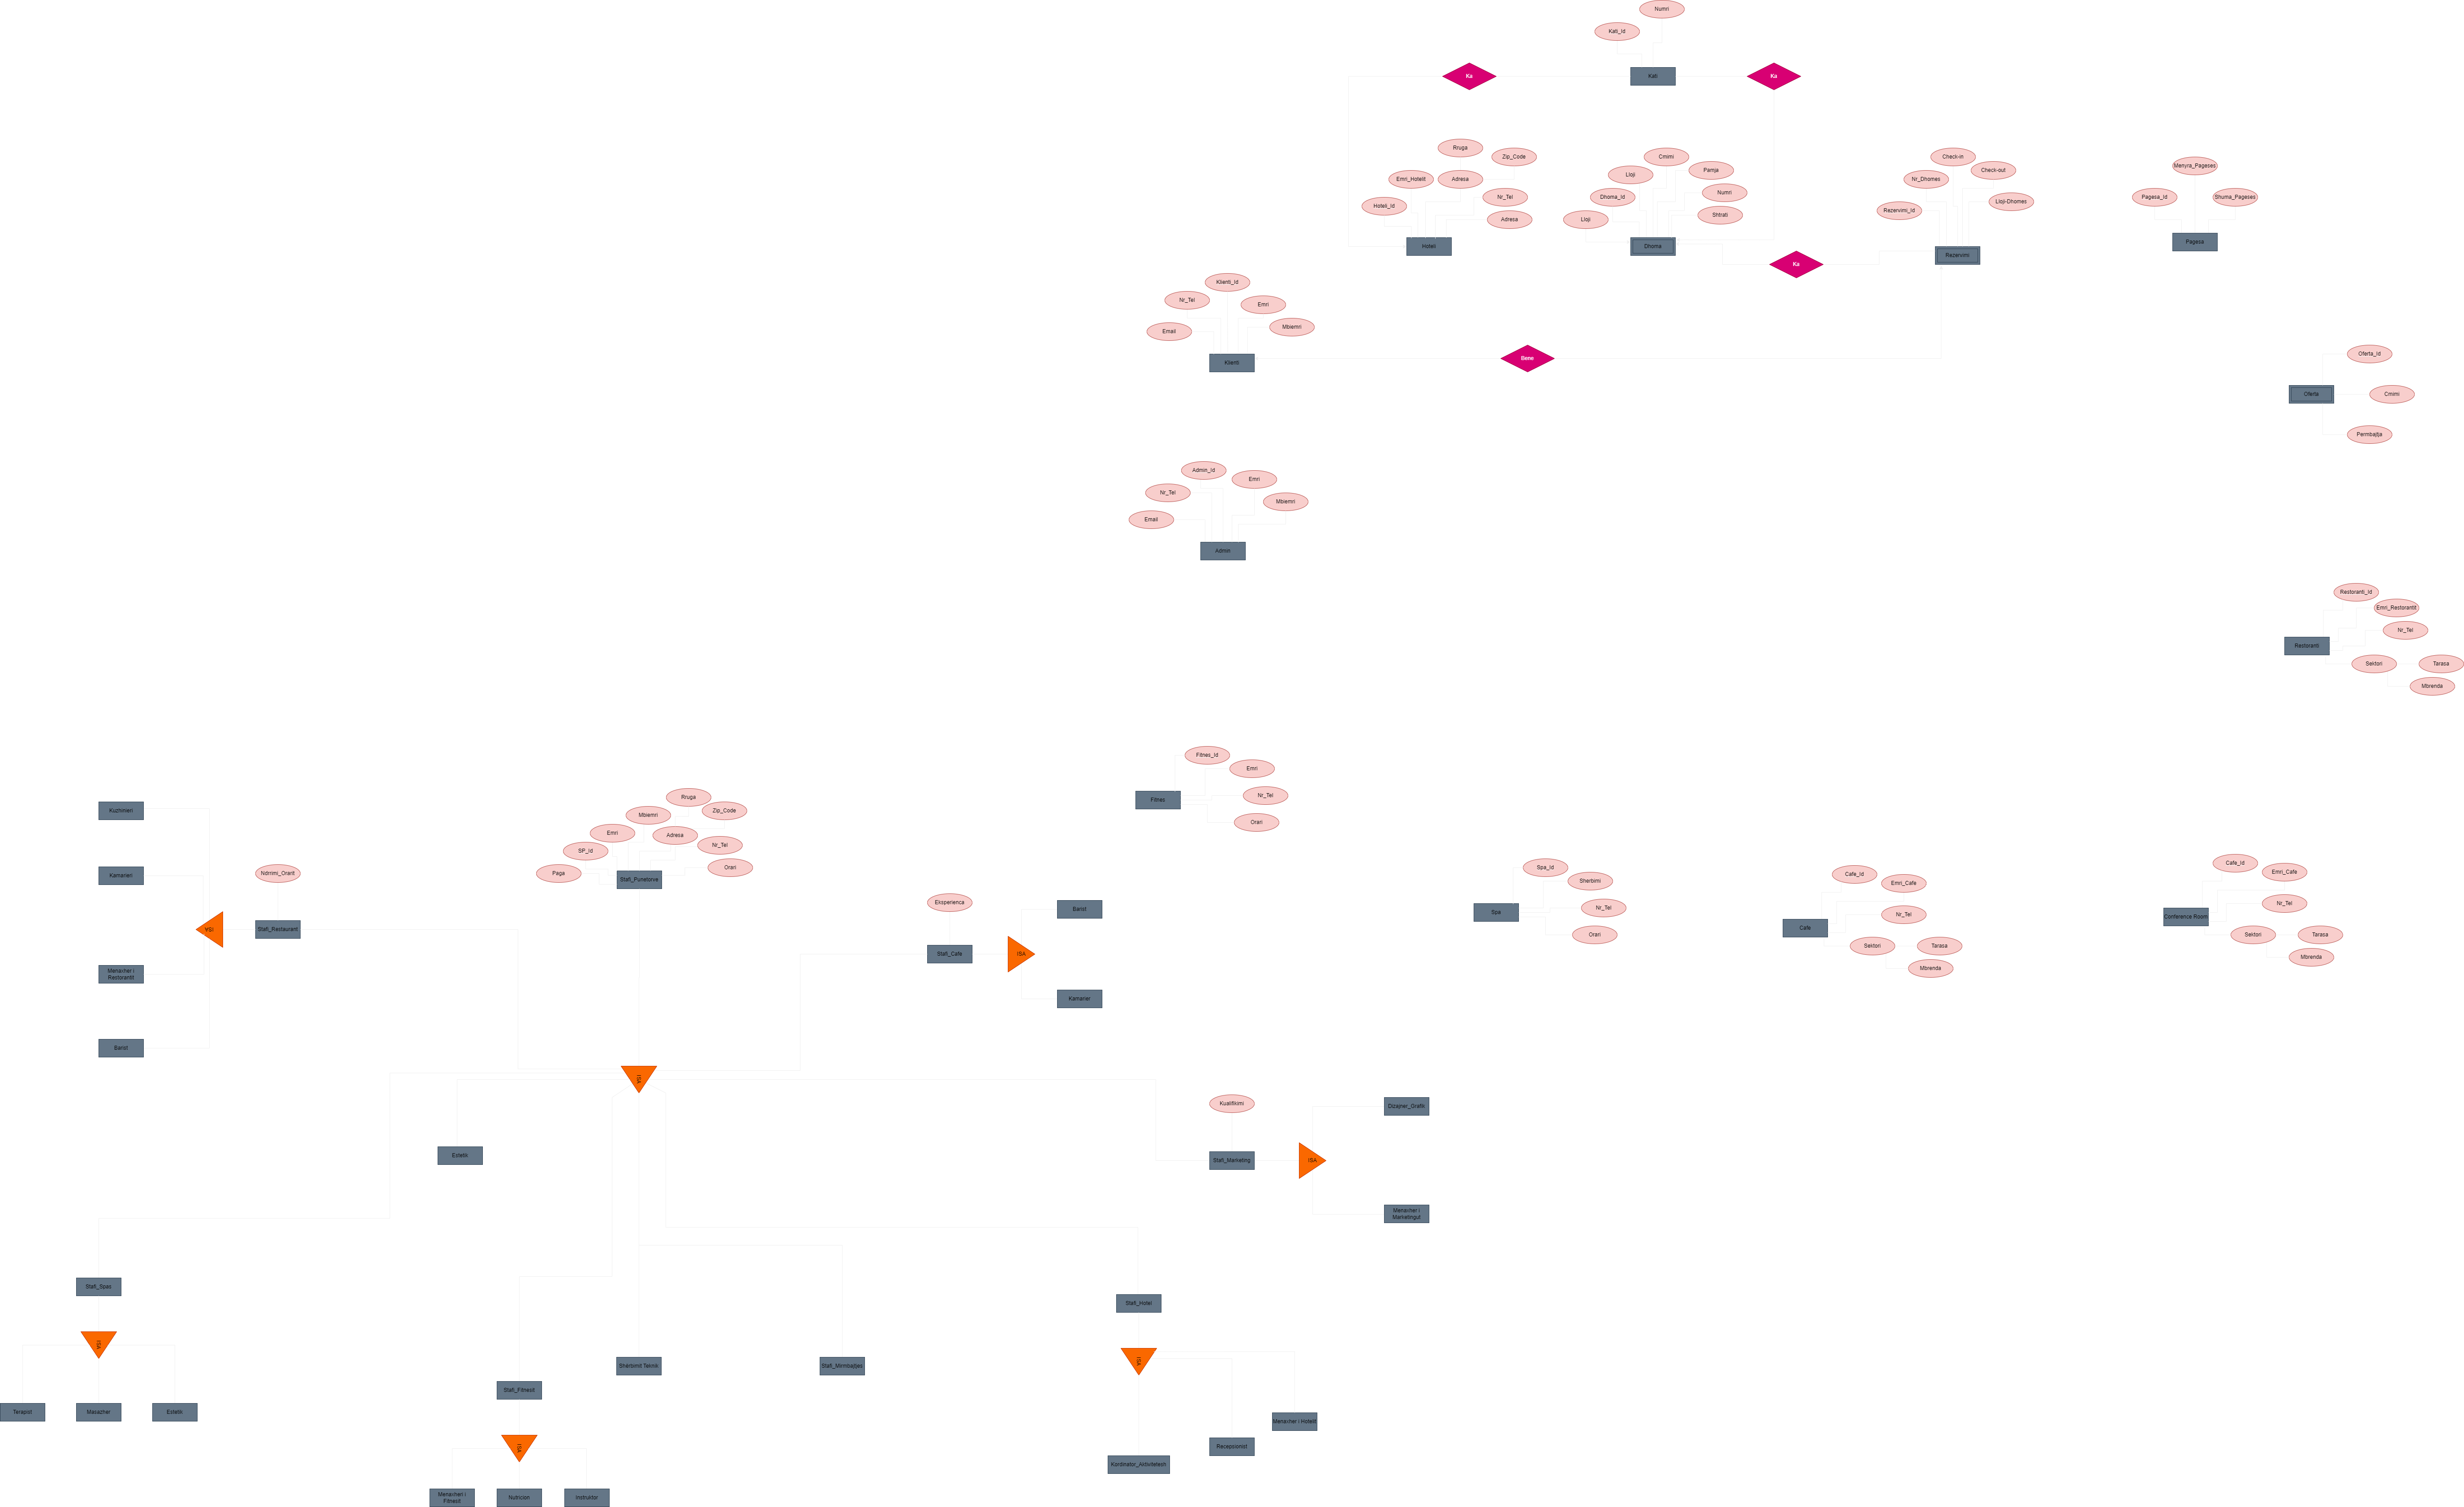 Numri
Kati_Id
Ka
Kati
Ka
Rruga
Zip_Code
Emri_Hotelit
Adresa
Hoteli_Id
Nr_Tel
Adresa
Hoteli
Cmimi
Lloji
Pamja
Dhoma_Id
Numri
Lloji
Shtrati
Dhoma
Check-in
Check-out
Nr_Dhomes
Lloji-Dhomes
Rezervimi_Id
Rezervimi
Ka
Menyra_Pageses
Pagesa_Id
Shuma_Pageses
Pagesa
Klienti_Id
Nr_Tel
Emri
Email
Mbiemri
Klienti
Bene
Oferta_Id
Oferta
Cmimi
Permbajtja
Admin_Id
Emri
Nr_Tel
Mbiemri
Email
Admin
Restoranti_Id
Emri_Restorantit
Nr_Tel
Restoranti
Sektori
Tarasa
Mbrenda
Fitnes_Id
Emri
Fitnes
Nr_Tel
Orari
Kuzhinieri
Kamarieri
Ndrrimi_Orarit
ISA
Stafi_Restaurant
Menaxher i
Restorantit
Barist
Rruga
Zip_Code
Mbiemri
Emri
Adresa
SP_Id
Nr_Tel
Paga
Orari
Stafi_Punetorve
Eksperienca
Barist
Stafi_Cafe
ISA
Kamarier
Spa_Id
Sherbimi
Spa
Nr_Tel
Orari
Cafe_Id
Emri_Cafe
Nr_Tel
Cafe
Sektori
Tarasa
Mbrenda
Cafe_Id
Emri_Cafe
Nr_Tel
Conference Room
Sektori
Tarasa
Mbrenda
ISA
Estetik
Kualifikimi
Dizajner_Grafik
Stafi_Marketing
ISA
Menaxher i
Marketingut
Stafi_Spas
ISA
Terapist
Masazher
Estetik
Stafi_Fitnesit
ISA
Menaxheri i
Fitnesit
Nutricion
Instruktor
Sherbimit Teknik
Stafi_Mirmbajtjes
Stafi_Hotel
ISA
Menaxher i Hotelit
Recepsionist
Kordinator_Aktivitetesh